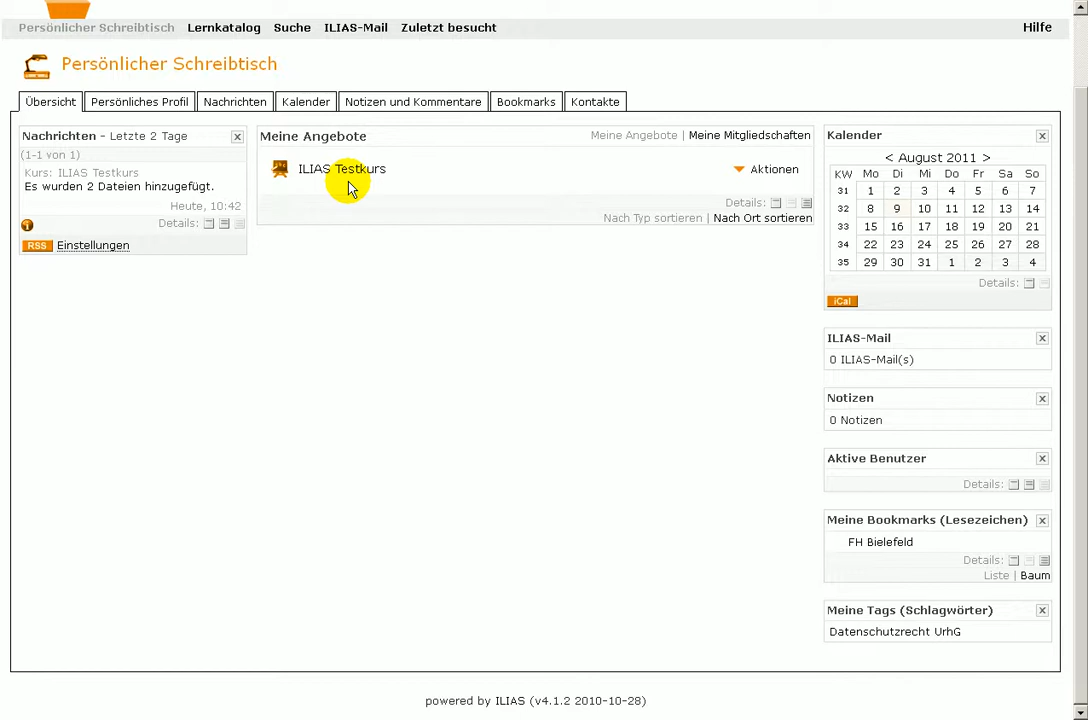 Persönlicher Schreibtisch Lernkatalog Suche ILIAS-Mail Zuletzt besucht Hilfe
Persönlicher Schreibtisch
Übersicht Persönliches Profil Nachrichten Kalender Notizen und Kommentare Bookmarks Kontakte
Nachrichten - Letzte 2 Tage
(1-1 von 1)
Kurs: ILIAS Testkurs
Es wurden 2 Dateien hinzugefügt.
Heute, 10:42
Details:
RSS Einstellungen
Meine Angebote Meine Angebote | Meine Mitgliedschaften
ILIAS Testkurs Aktionen
Details:
Nach Typ sortieren | Nach Ort sortieren
Kalender
< August 2011 >
KW Mo Di Mi Do Fr Sa So
31 1 2 3 4 5 6 7
32 8 9 10 11 12 13 14
33 15 16 17 18 19 20 21
34 22 23 24 25 26 27 28
35 29 30 31 1 2 3 4
Details:
iCal
ILIAS-Mail
0 ILIAS-Mail(s)
Notizen
0 Notizen
Aktive Benutzer
Details:
Meine Bookmarks (Lesezeichen)
FH Bielefeld
Details:
Liste | Baum
Meine Tags (Schlagwörter)
Datenschutzrecht UrhG
powered by ILIAS (v4.1.2 2010-10-28)